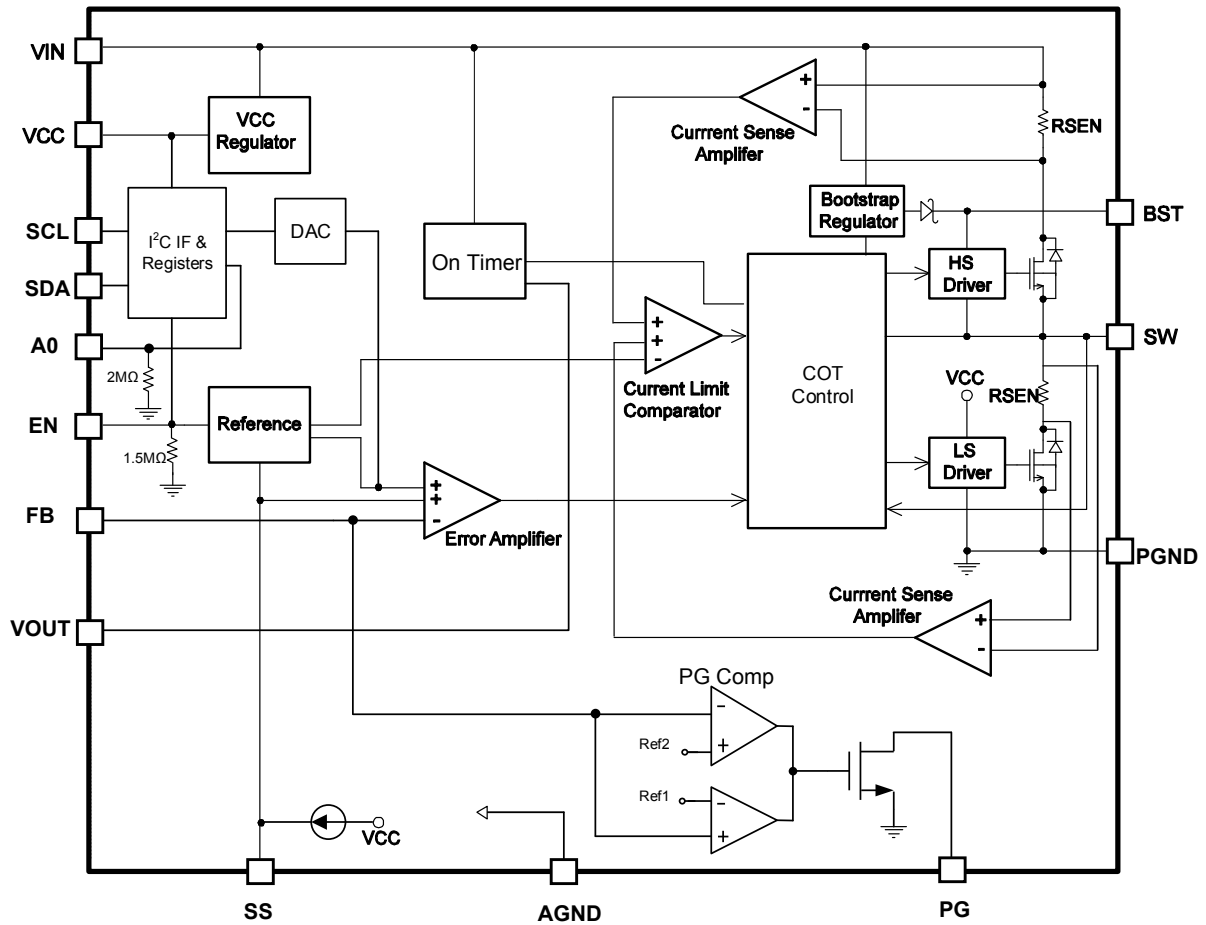 VIN
VCC
Regulator
VCC
SCL
SDA
A0
EN
FB
VOUT
I²C IF &
Registers
DAC
2MΩ
1.5MΩ
Reference
On Timer
Currrent Sense
Amplifer
+
-
RSEN
Bootstrap
Regulator
BST
HS
Driver
SW
+
+
-
Current Limit
Comparator
COT
Control
VCC
RSEN
LS
Driver
+
+
-
Error Amplifier
PGND
Currrent Sense
Amplifer
+
-
PG Comp
-
+
Ref2
Ref1
-
+
VCC
SS
AGND
PG